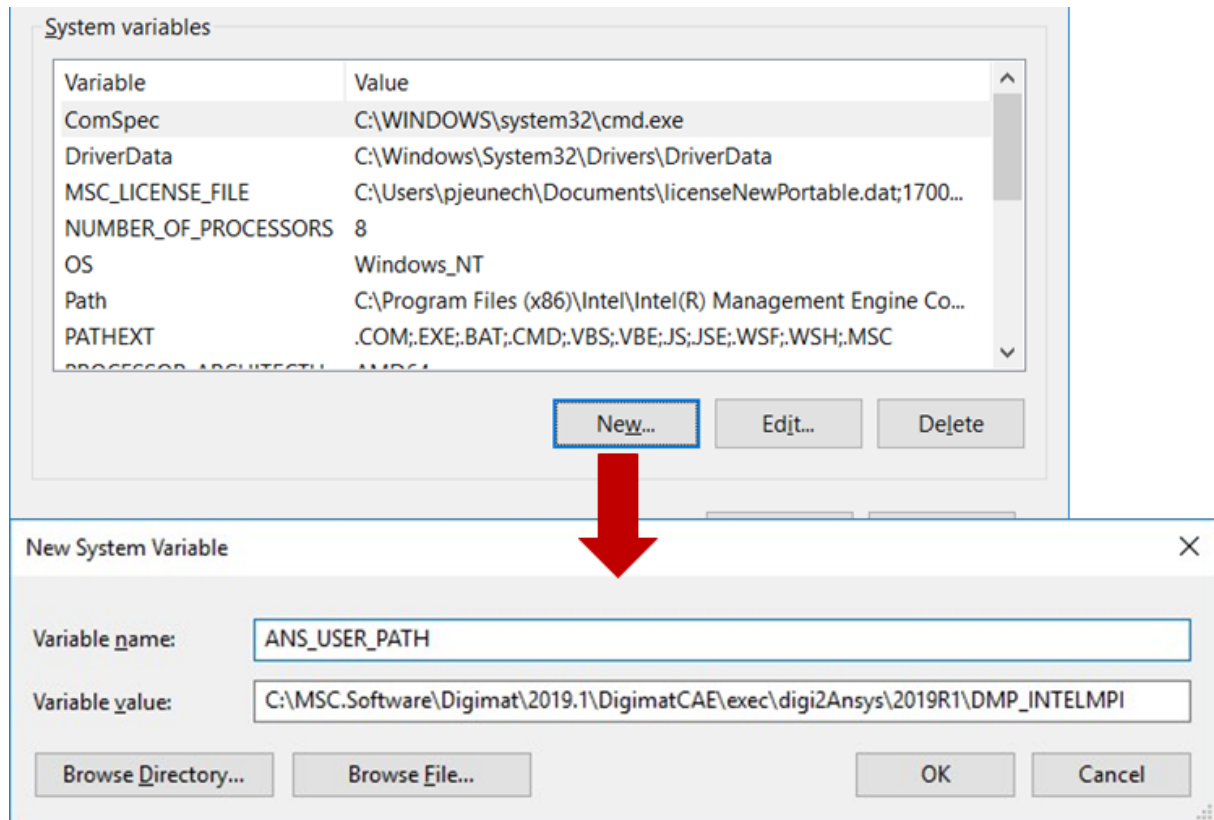 System variables
Variable Value
ComSpec C:\WINDOWS\system32\cmd.exe
DriverData C:\Windows\System32\Drivers\DriverData
MSC_LICENSE_FILE C:\Users\pjeunech\Documents\licenseNewPortable.dat;1700...
NUMBER_OF_PROCESSORS 8
OS Windows_NT
Path C:\Program Files (x86)\Intel\Intel(R) Management Engine Co...
PATHEXT .COM;.EXE;.BAT;.CMD;.VBS;.VBE;.JS;.JSE;.WSF;.WSH;.MSC
New... Edit... Delete
New System Variable
Variable name: ANS_USER_PATH
Variable value: C:\MSC.Software\Digimat\2019.1\DigimatCAE\exec\digi2Ansys\2019R1\DMP_INTELMPI
Browse Directory... Browse File... OK Cancel